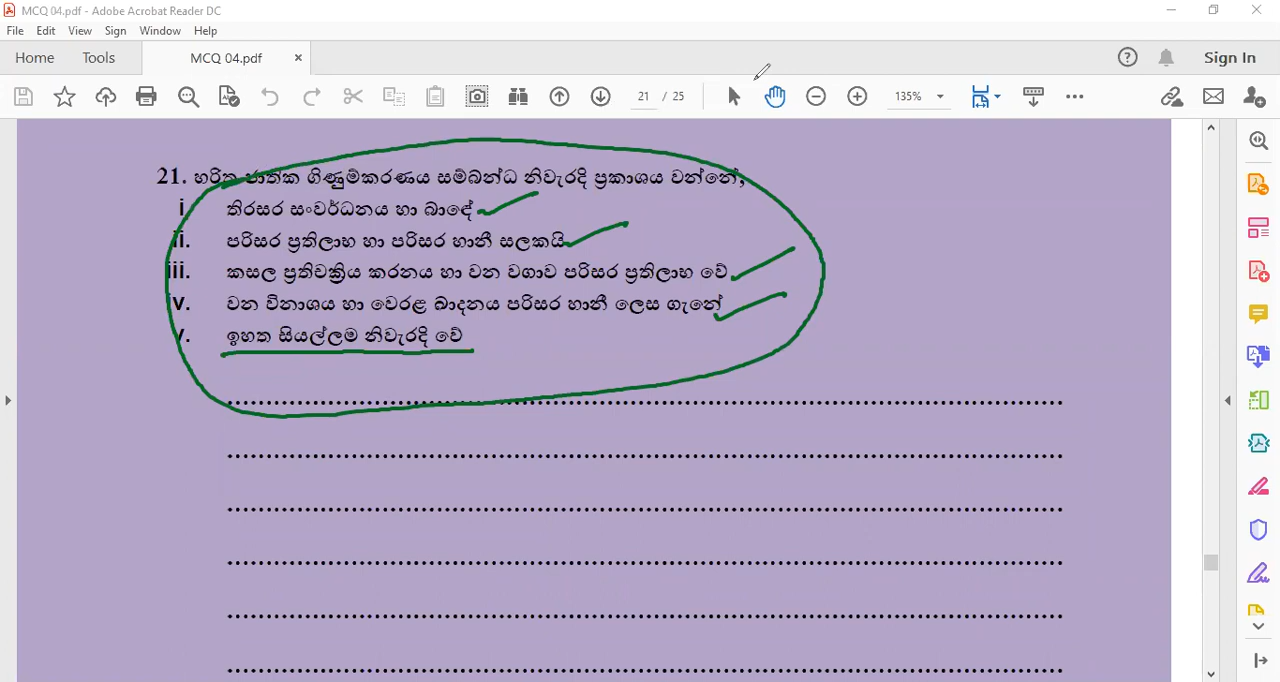 MCQ 04.pdf - Adobe Acrobat Reader DC
File Edit View Sign Window Help
Home Tools MCQ 04.pdf × Sign In
21 / 25 135%
21. හරිත ජාතික ගිණුම්කරණය සම්බන්ධ නිවැරදි ප්‍රකාශය වන්නේ,
i තිරසර සංවර්ධනය හා බැඳේ
ii. පරිසර ප්‍රතිලාභ හා පරිසර හානී සලකයි
iii. කසල ප්‍රතිචක්‍රිය කරනය හා වන වගාව පරිසර ප්‍රතිලාභ වේ
iv. වන විනාශය හා වෙරළ ඛාදනය පරිසර හානී ලෙස ගැනේ
v. ඉහත සියල්ලම නිවැරදි වේ